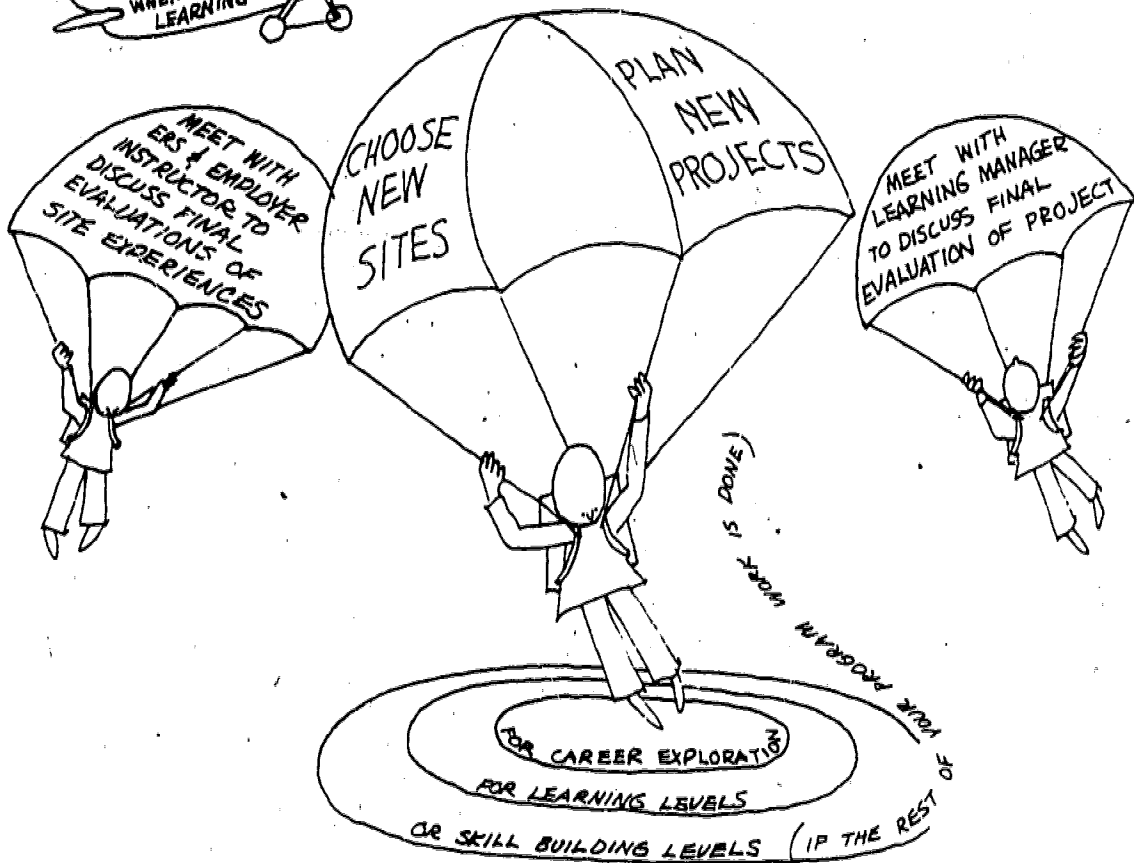 LEARNING
MEET WITH
ERS & EMPLOYER
INSTRUCTOR TO
DISCUSS FINAL
EVALUATIONS OF
SITE EXPERIENCES
CHOOSE
NEW
SITES
PLAN
NEW
PROJECTS
MEET WITH
LEARNING MANAGER
TO DISCUSS FINAL
EVALUATION OF PROJECT
FOR CAREER EXPLORATION
FOR LEARNING LEVELS
OR SKILL BUILDING LEVELS (IF THE REST OF YOUR PROGRAM WORK IS DONE)